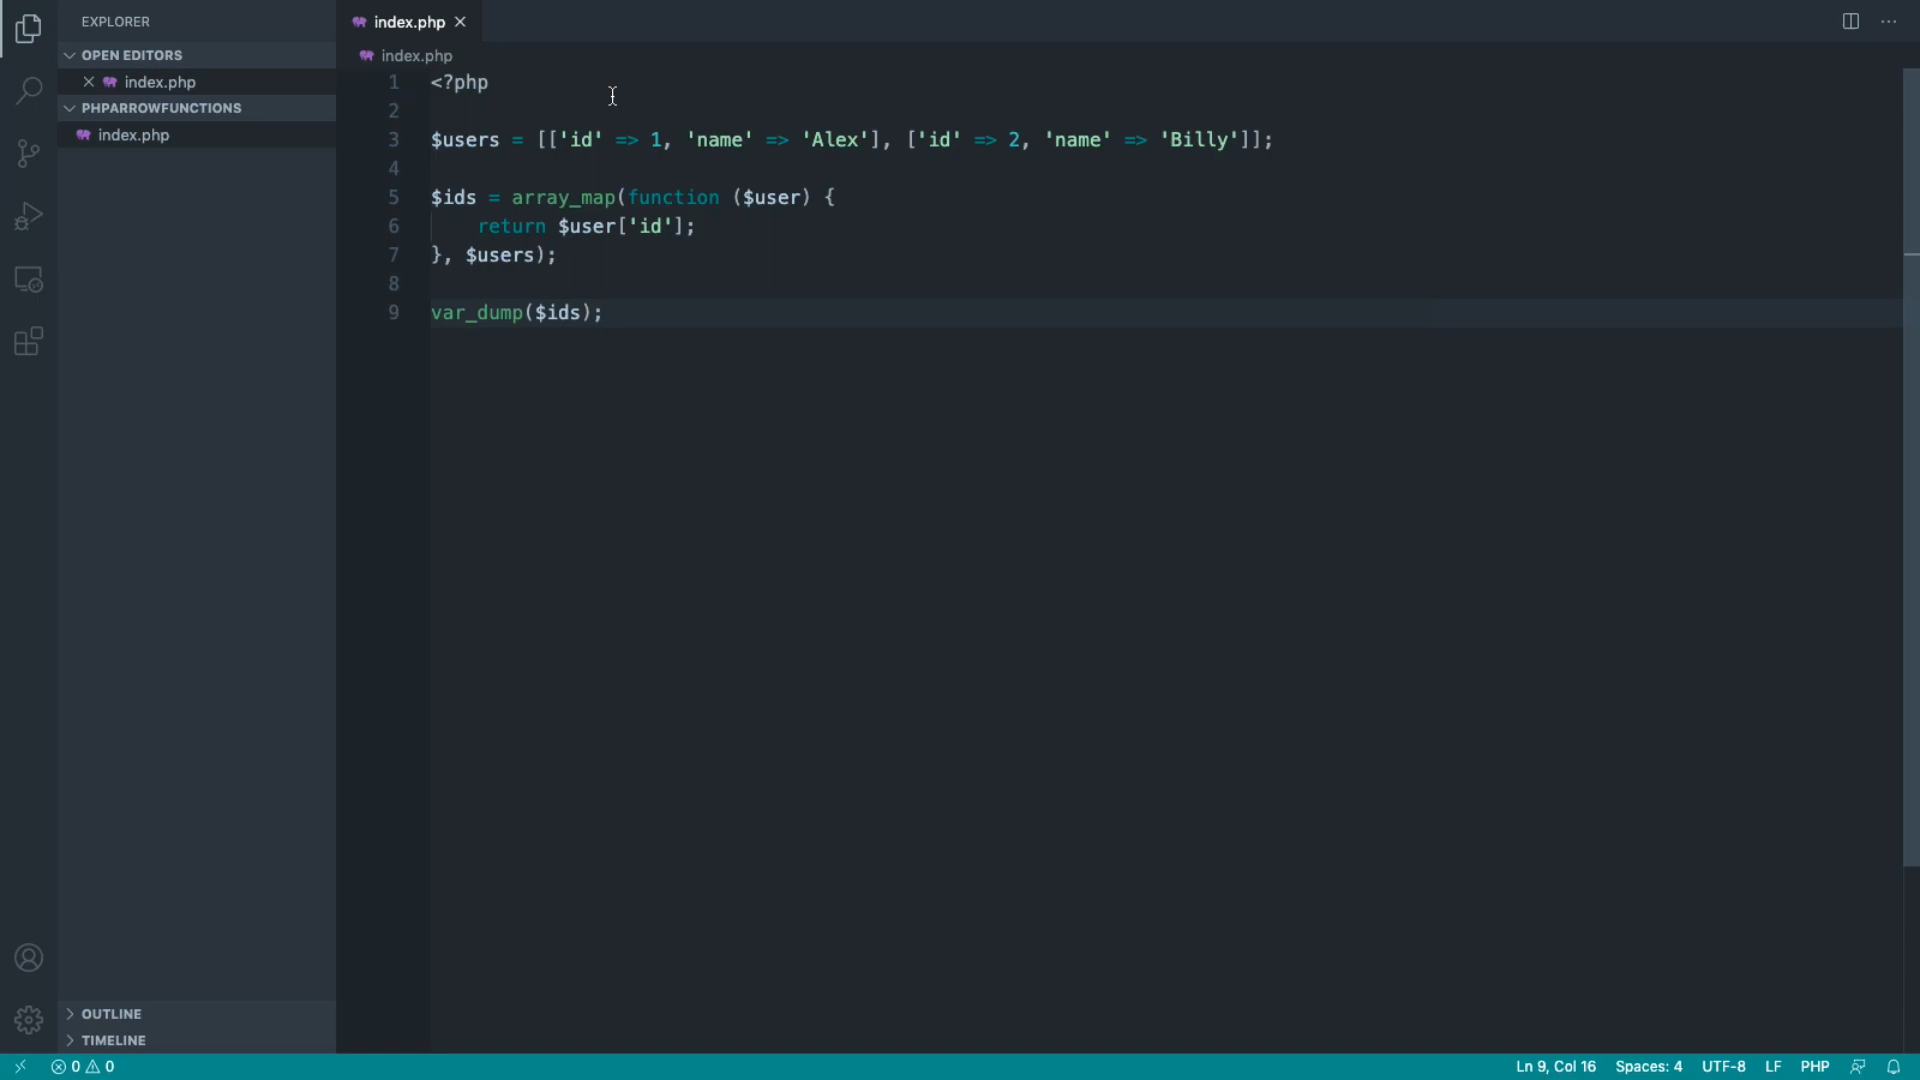 EXPLORER
OPEN EDITORS
index.php
PHPARROWFUNCTIONS
index.php
OUTLINE
TIMELINE
index.php
index.php
1 <?php
2
3 $users = [['id' => 1, 'name' => 'Alex'], ['id' => 2, 'name' => 'Billy']];
4
5 $ids = array_map(function ($user) {
6     return $user['id'];
7 }, $users);
8
9 var_dump($ids);
0 0 Ln 9, Col 16 Spaces: 4 UTF-8 LF PHP